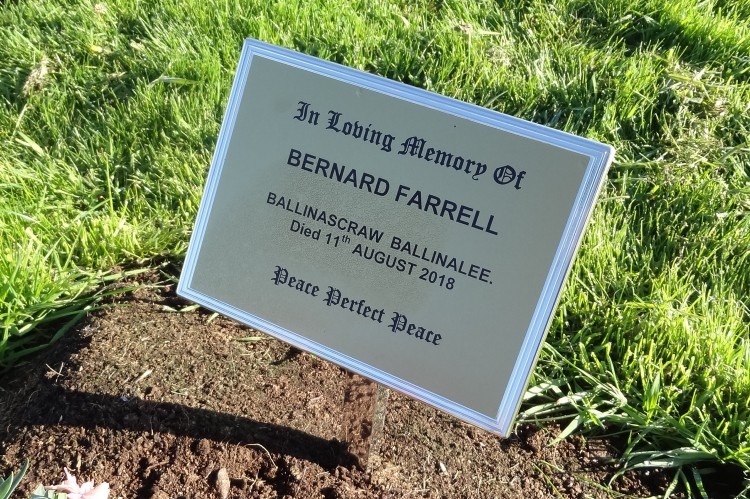 In Loving Memory Of
BERNARD FARRELL
BALLINASCRAW BALLINALEE.
Died 11th AUGUST 2018
Peace Perfect Peace